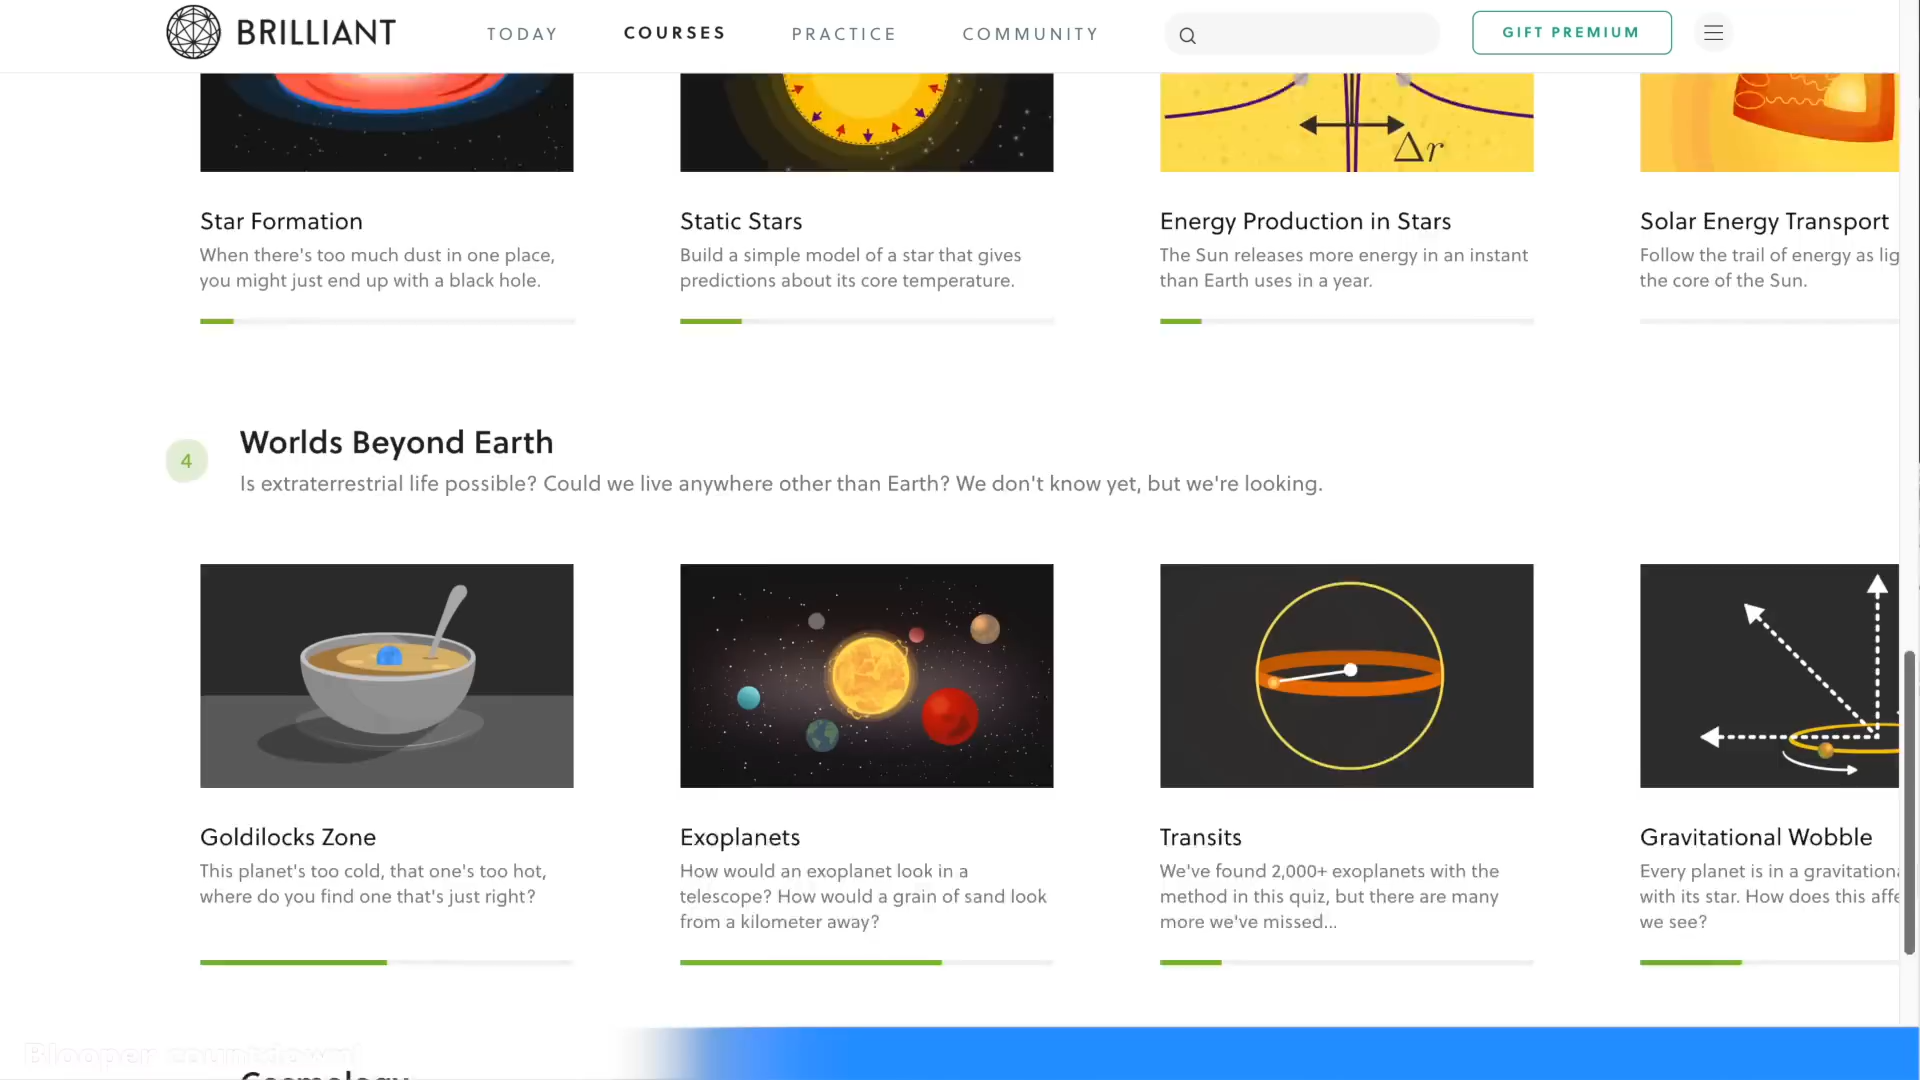 BRILLIANT
TODAY
COURSES
PRACTICE
COMMUNITY
GIFT PREMIUM
Δr
Star Formation
When there's too much dust in one place,
you might just end up with a black hole.
Static Stars
Build a simple model of a star that gives
predictions about its core temperature.
Energy Production in Stars
The Sun releases more energy in an instant
than Earth uses in a year.
Solar Energy Transport
Follow the trail of energy as
the core of the Sun.
4
Worlds Beyond Earth
Is extraterrestrial life possible? Could we live anywhere other than Earth? We don't know yet, but we're looking.
Goldilocks Zone
This planet's too cold, that one's too hot,
where do you find one that's just right?
Exoplanets
How would an exoplanet look in a
telescope? How would a grain of sand look
from a kilometer away?
Transits
We've found 2,000+ exoplanets with the
method in this quiz, but there are many
more we've missed...
Gravitational Wobble
Every planet is in a
with its star. How does this
we see?
Blooper countdown!
Cosmology